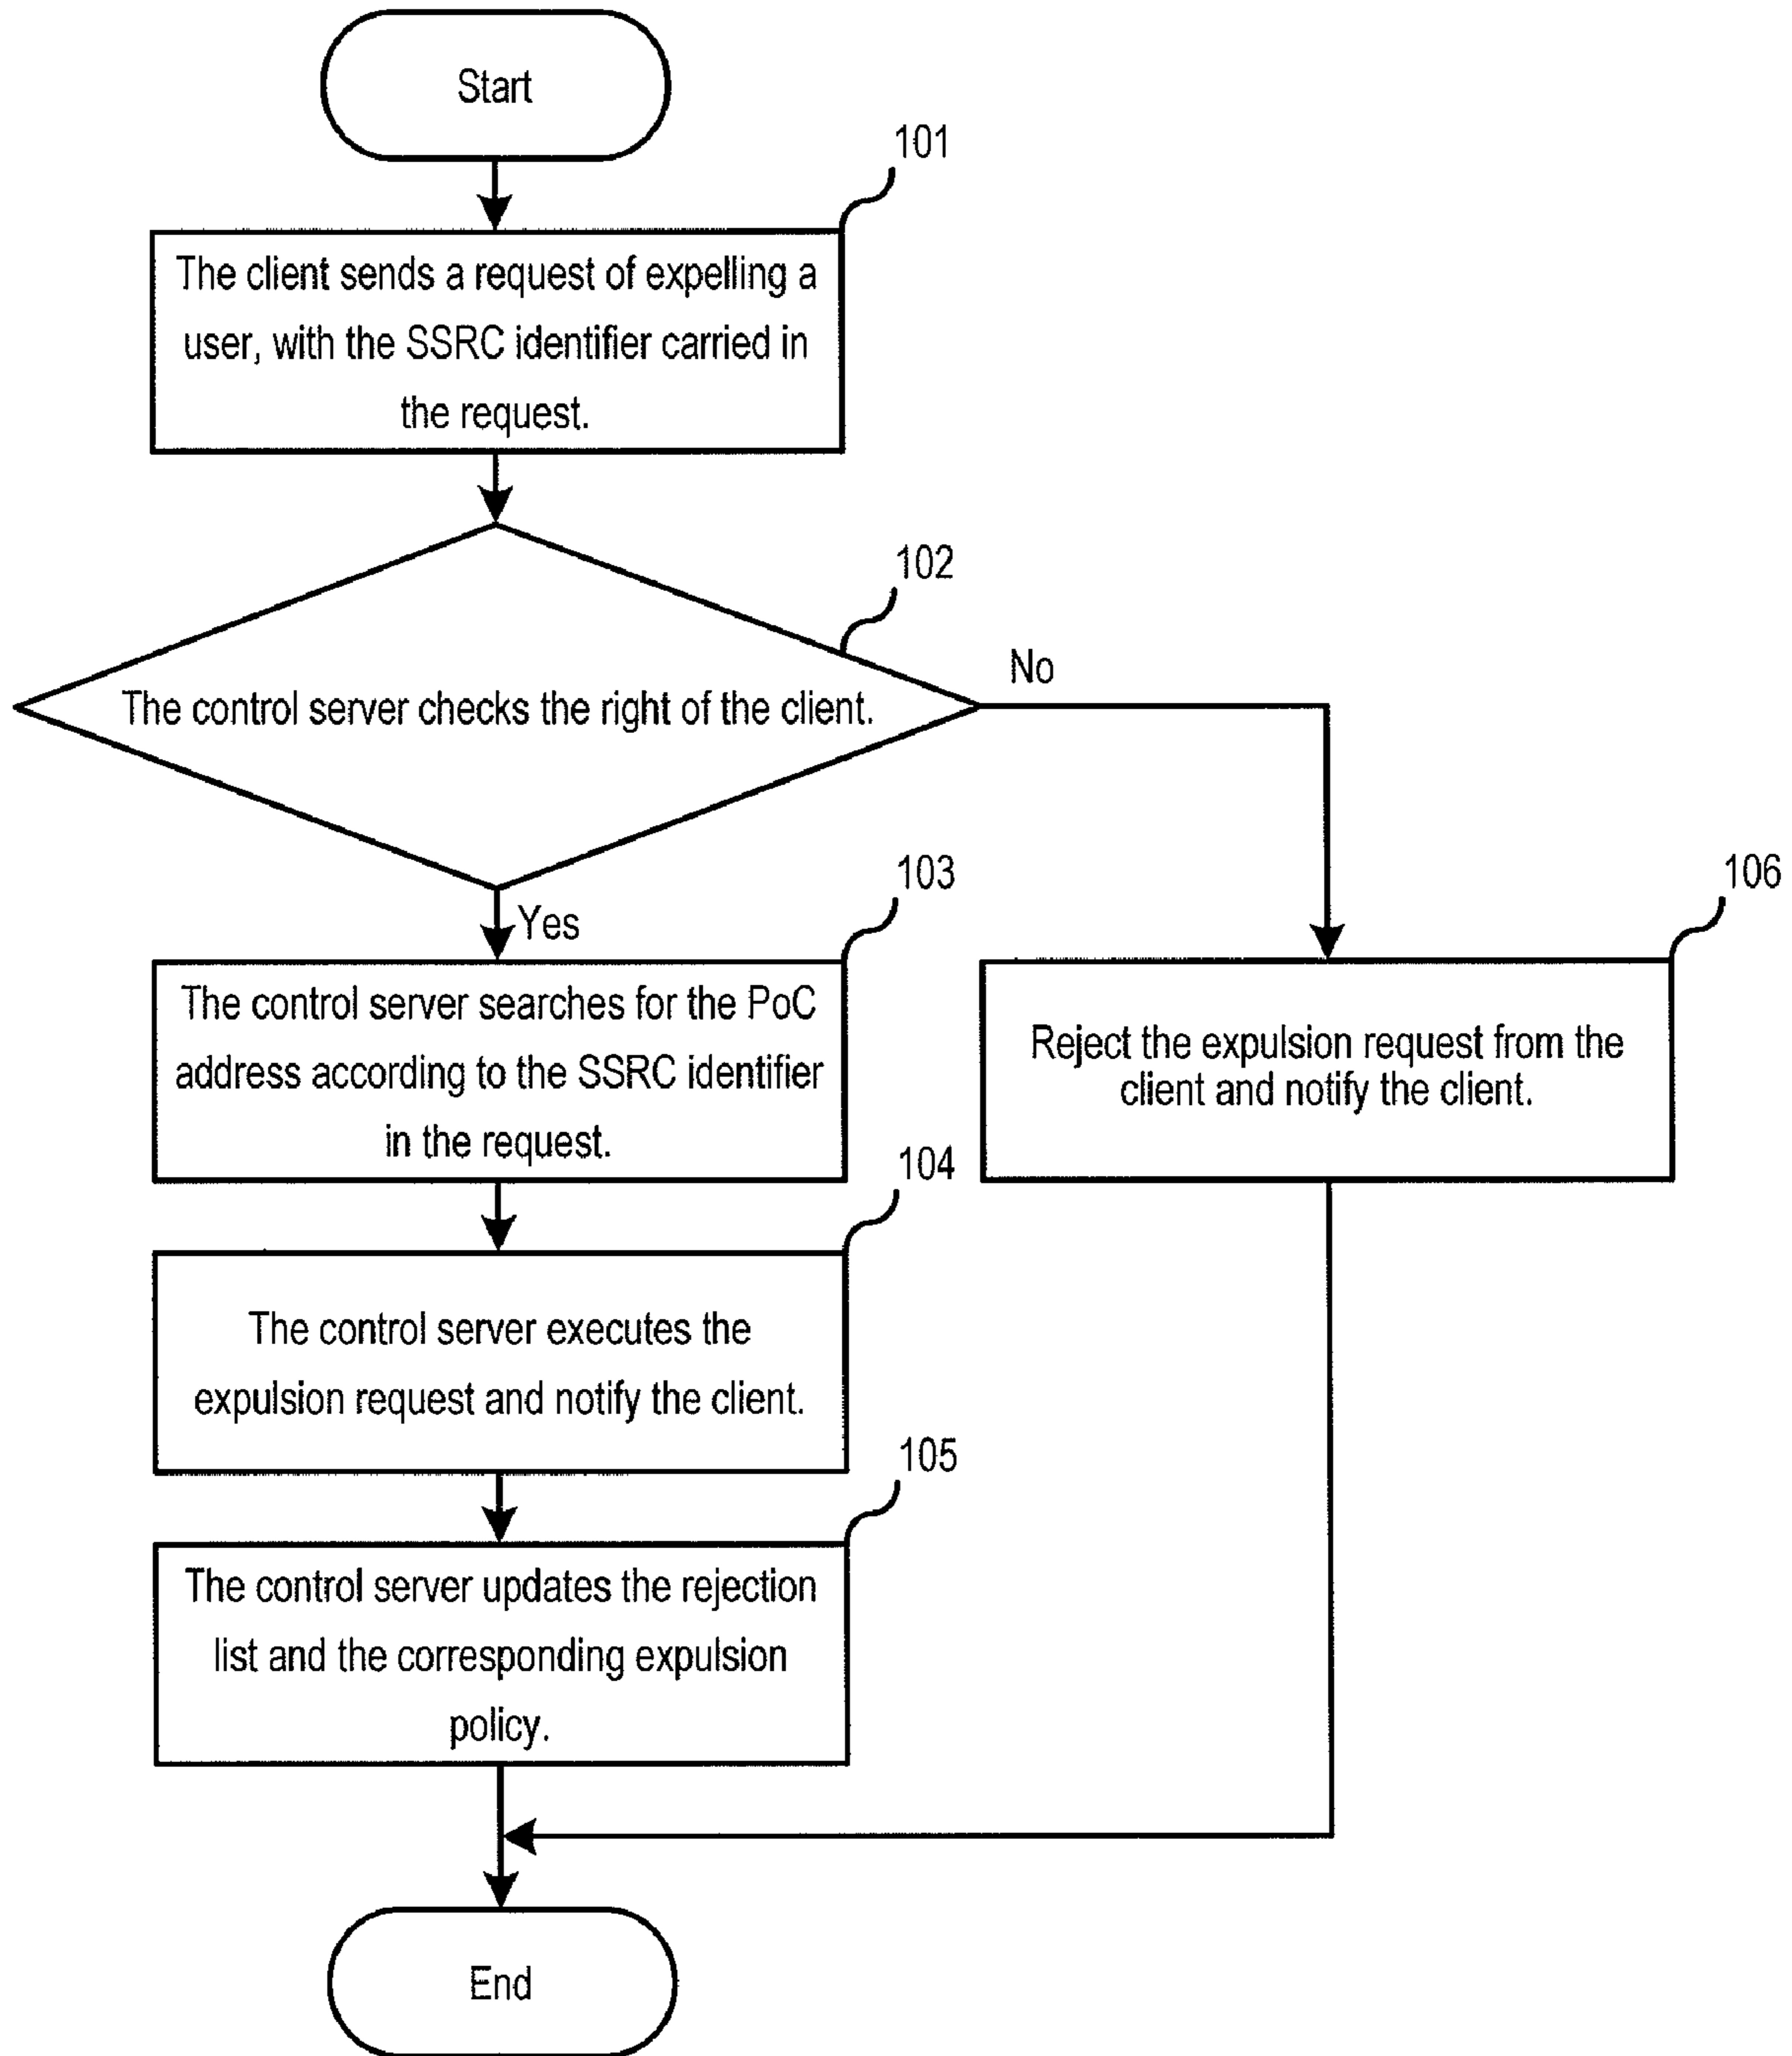 Start
101
The client sends a request of expelling a
user, with the SSRC identifier carried in
the request.
102
The control server checks the right of the client.
No
Yes
103
The control server searches for the PoC
address according to the SSRC identifier
in the request.
106
Reject the expulsion request from the
client and notify the client.
104
The control server executes the
expulsion request and notify the client.
105
The control server updates the rejection
list and the corresponding expulsion
policy.
End